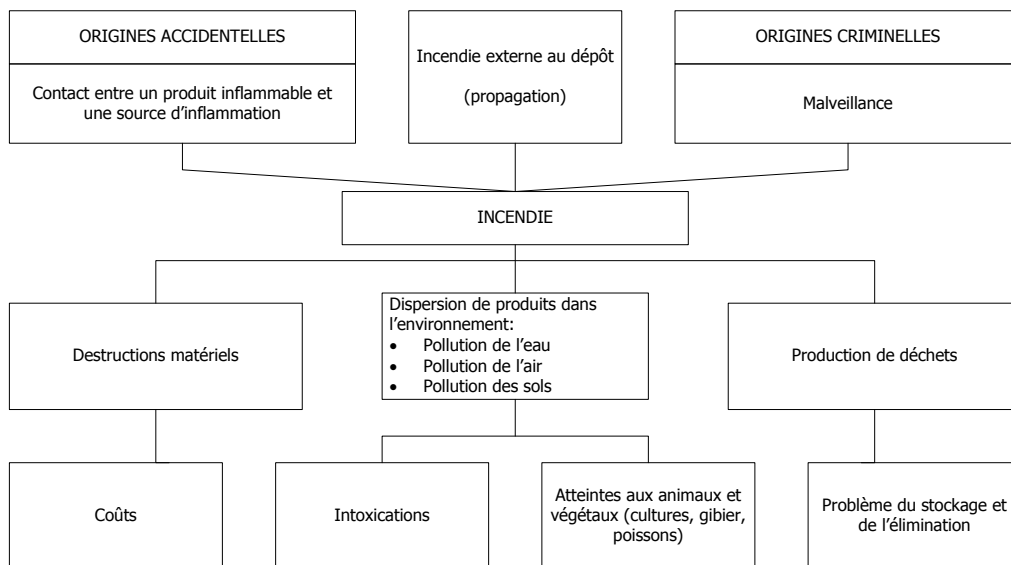 ORIGINES ACCIDENTELLES
Contact entre un produit inflammable et
une source d’inflammation
Incendie externe au dépôt
(propagation)
ORIGINES CRIMINELLES
Malveillance
INCENDIE
Destructions matériels
Dispersion de produits dans
l’environnement:
• Pollution de l’eau
• Pollution de l’air
• Pollution des sols
Production de déchets
Coûts
Intoxications
Atteintes aux animaux et
végétaux (cultures, gibier,
poissons)
Problème du stockage et
de l’élimination